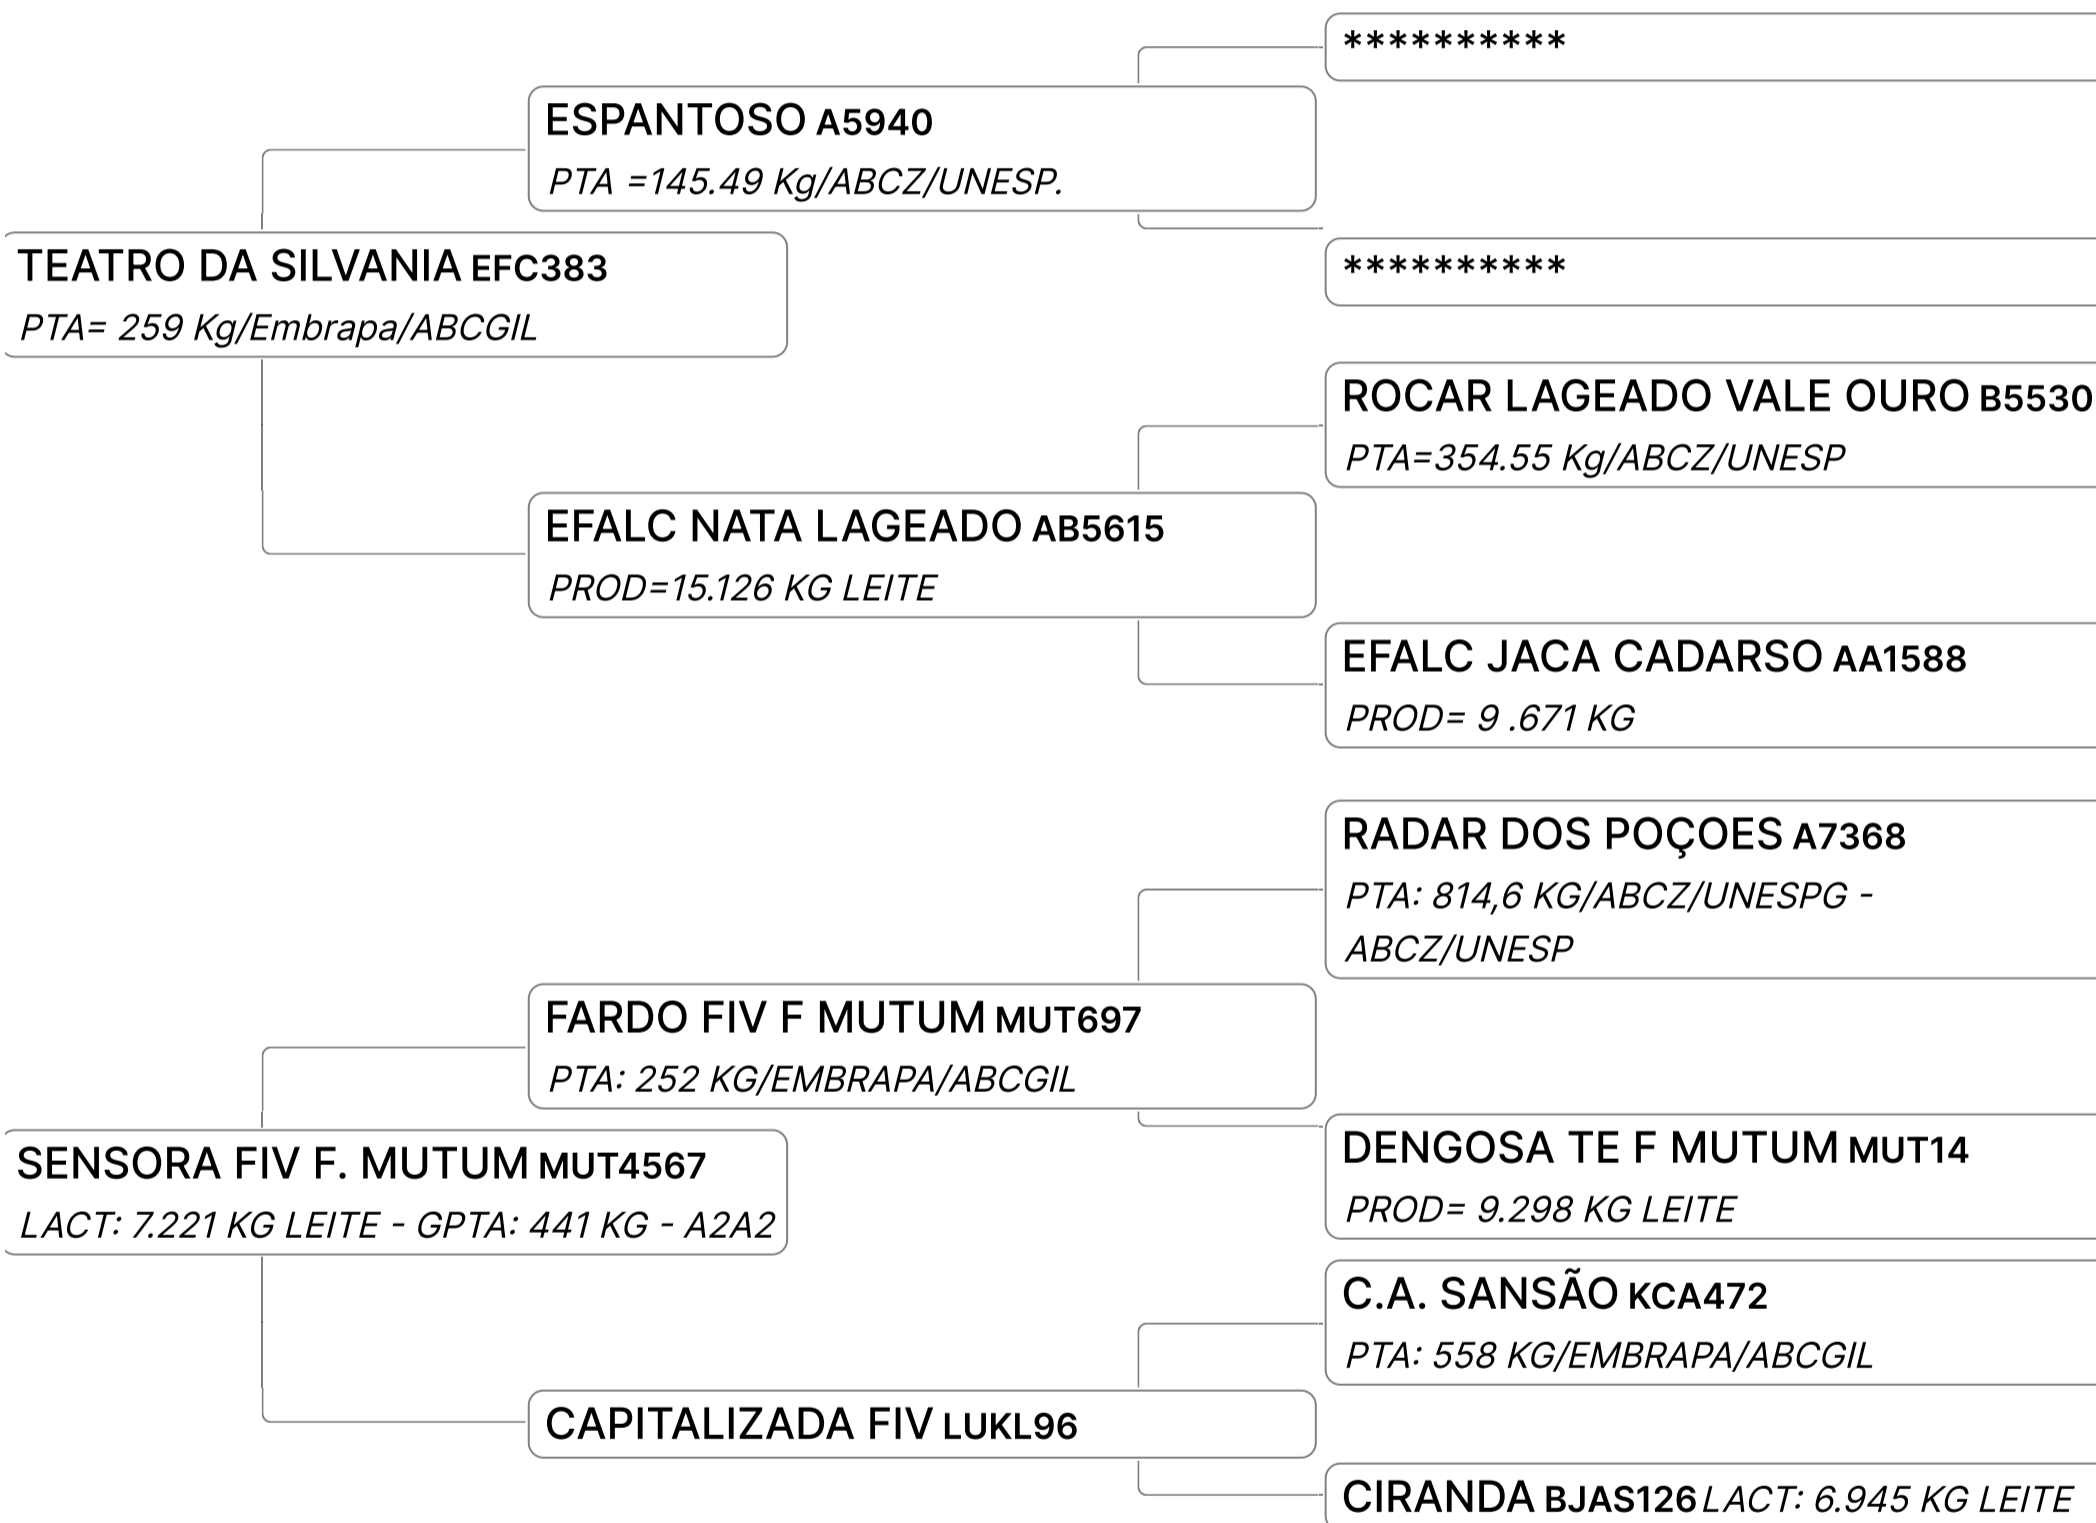 **********
ESPANTOSO A5940
PTA =145.49 Kg/ABCZ/UNESP.
**********
TEATRO DA SILVANIA EFC383
PTA= 259 Kg/Embrapa/ABCGIL
ROCAR LAGEADO VALE OURO B5530
PTA=354.55 Kg/ABCZ/UNESP
EFALC NATA LAGEADO AB5615
PROD=15.126 KG LEITE
EFALC JACA CADARSO AA1588
PROD= 9 .671 KG
RADAR DOS POÇOES A7368
PTA: 814,6 KG/ABCZ/UNESPG -
ABCZ/UNESP
FARDO FIV F MUTUM MUT697
PTA: 252 KG/EMBRAPA/ABCGIL
DENGOSA TE F MUTUM MUT14
PROD= 9.298 KG LEITE
SENSORA FIV F. MUTUM MUT4567
LACT: 7.221 KG LEITE - GPTA: 441 KG - A2A2
C.A. SANSÃO KCA472
PTA: 558 KG/EMBRAPA/ABCGIL
CAPITALIZADA FIV LUKL96
CIRANDA BJAS126 LACT: 6.945 KG LEITE